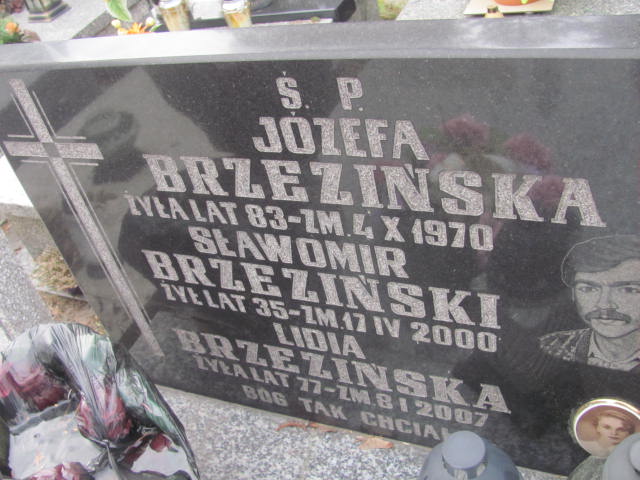 Ś. P.
JÓZEFA
BRZEZIŃSKA
ŻYŁA LAT 83-ZM. 4 X 1970
SŁAWOMIR
BRZEZIŃSKI
ŻYŁ LAT 35-ZM 17 IV 2000
LIDIA
BRZEZIŃSKA
ŻYŁA LAT 77-ZM. 8 I 2007
BÓG TAK CHCIAŁ